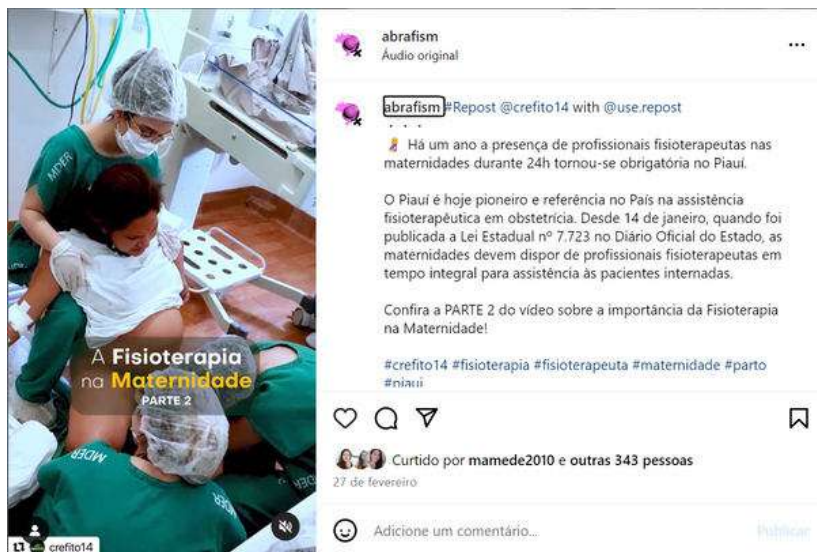 MDER
A Fisioterapia
na Maternidade
PARTE 2
MDER
MDER
crefito14
abrafism
Áudio original
abrafism #Repost @crefito14 with @use.repost
. . .
Há um ano a presença de profissionais fisioterapeutas nas
maternidades durante 24h tornou-se obrigatória no Piauí.
O Piauí é hoje pioneiro e referência no País na assistência
fisioterapêutica em obstetrícia. Desde 14 de janeiro, quando foi
publicada a Lei Estadual nº 7.723 no Diário Oficial do Estado, as
maternidades devem dispor de profissionais fisioterapeutas em
tempo integral para assistência às pacientes internadas.
Confira a PARTE 2 do vídeo sobre a importância da Fisioterapia
na Maternidade!
#crefito14 #fisioterapia #fisioterapeuta #maternidade #parto
#piaui
Curtido por mamede2010 e outras 343 pessoas
27 de fevereiro
Adicione um comentário...
Publicar